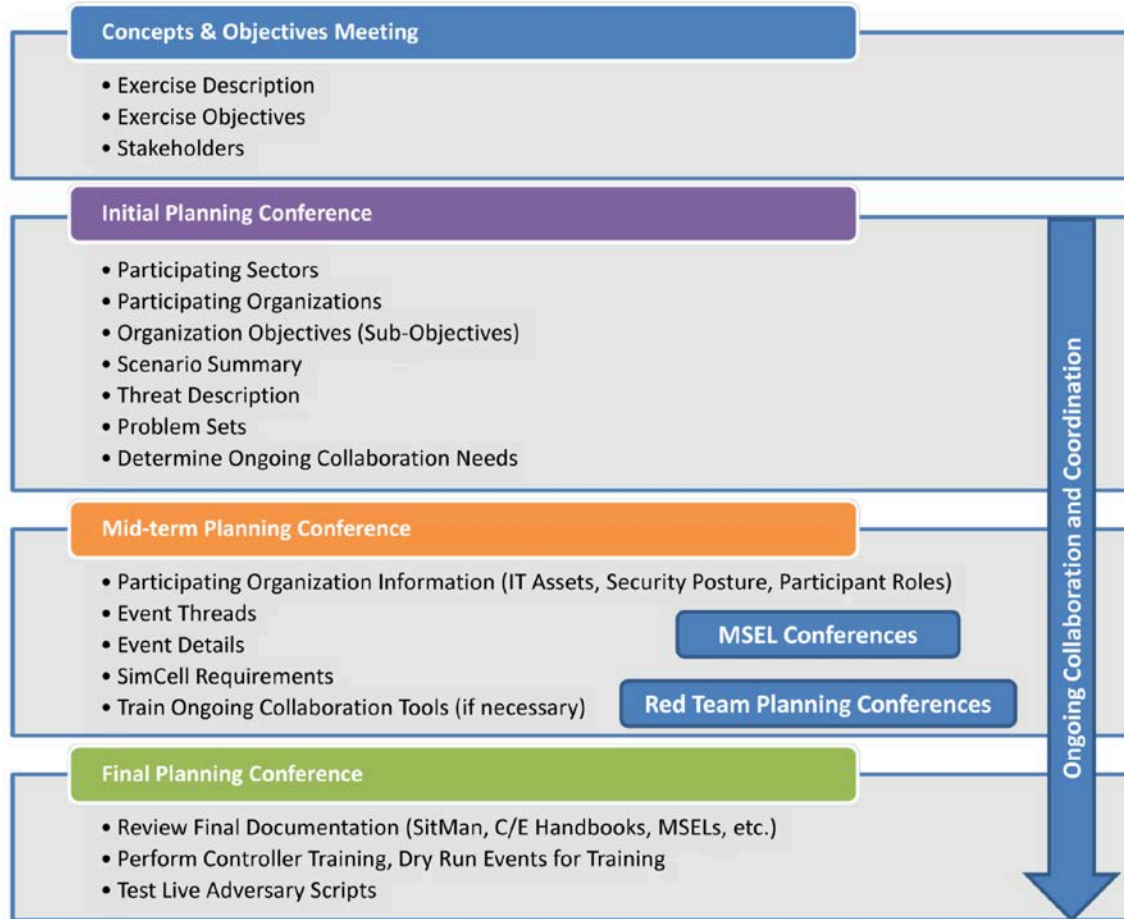 Concepts & Objectives Meeting
• Exercise Description
• Exercise Objectives
• Stakeholders
Initial Planning Conference
• Participating Sectors
• Participating Organizations
• Organization Objectives (Sub-Objectives)
• Scenario Summary
• Threat Description
• Problem Sets
• Determine Ongoing Collaboration Needs
Mid-term Planning Conference
• Participating Organization Information (IT Assets, Security Posture, Participant Roles)
• Event Threads
• Event Details
• SimCell Requirements
• Train Ongoing Collaboration Tools (if necessary)
MSEL Conferences
Red Team Planning Conferences
Final Planning Conference
• Review Final Documentation (SitMan, C/E Handbooks, MSELs, etc.)
• Perform Controller Training, Dry Run Events for Training
• Test Live Adversary Scripts
Ongoing Collaboration and Coordination